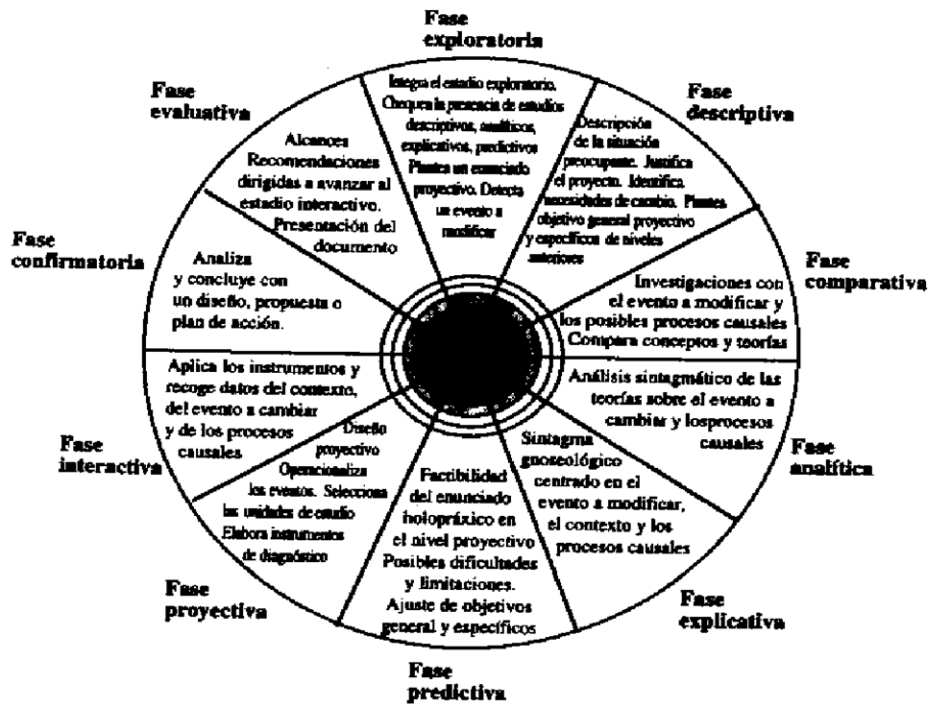 Fase
exploratoria
Integra el estadio exploratorio.
Chequea la presencia de estudios
descriptivos, analíticos,
explicativos, predictivos
Plantea un enunciado
proyectivo. Detecta
un evento a
modificar
Fase
descriptiva
Descripción
de la situación
preocupante. Justifica
el proyecto. Identifica
necesidades de cambio. Plantea
objetivo general proyectivo
y específicos de niveles
anteriores
Fase
comparativa
Investigaciones con
el evento a modificar y
los posibles procesos causales
Compara conceptos y teorías
Fase
analítica
Análisis sintagmático de las
teorías sobre el evento a
cambiar y losprocesos
causales
Fase
explicativa
Sintagma
gnoseológico
centrado en el
evento a modificar,
el contexto y los
procesos causales
Fase
predictiva
Factibilidad
del enunciado
holopráxico en
el nivel proyectivo
Posibles dificultades
y limitaciones.
Ajuste de objetivos
general y específicos
Fase
proyectiva
Diseño
proyectivo
Operacionaliza
los eventos. Selecciona
las unidades de estudio
Elabora instrumentos
de diagnóstico
Fase
interactiva
Aplica los instrumentos y
recoge datos del contexto,
del evento a cambiar
y de los procesos
causales
Fase
confirmatoria
Analiza
y concluye con
un diseño, propuesta o
plan de acción.
Fase
evaluativa
Alcances
Recomendaciones
dirigidas a avanzar al
estadio interactivo.
Presentación del
documento